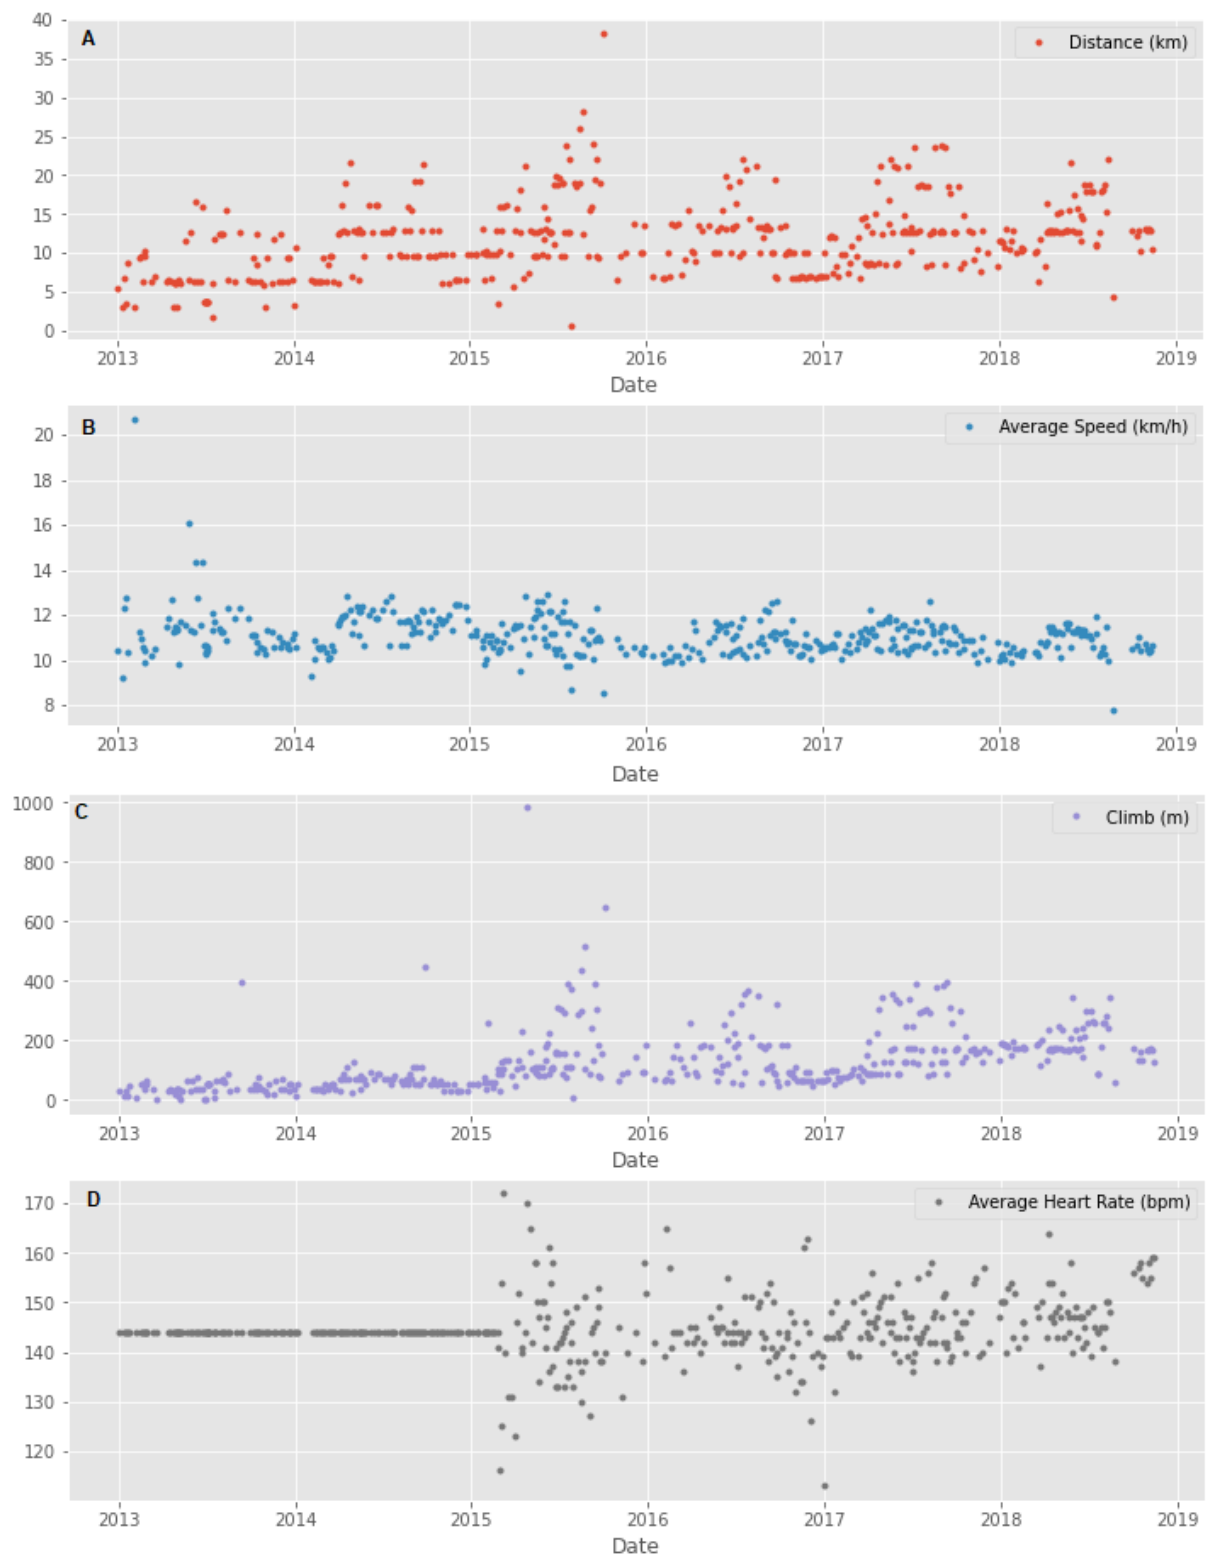 40
A
Distance (km)
35
30
25
20
15
10
5
0
2013 2014 2015 2016 2017 2018 2019
Date
B
Average Speed (km/h)
20
18
16
14
12
10
8
2013 2014 2015 2016 2017 2018 2019
Date
1000
C
Climb (m)
800
600
400
200
0
2013 2014 2015 2016 2017 2018 2019
Date
170
D
Average Heart Rate (bpm)
160
150
140
130
120
2013 2014 2015 2016 2017 2018 2019
Date